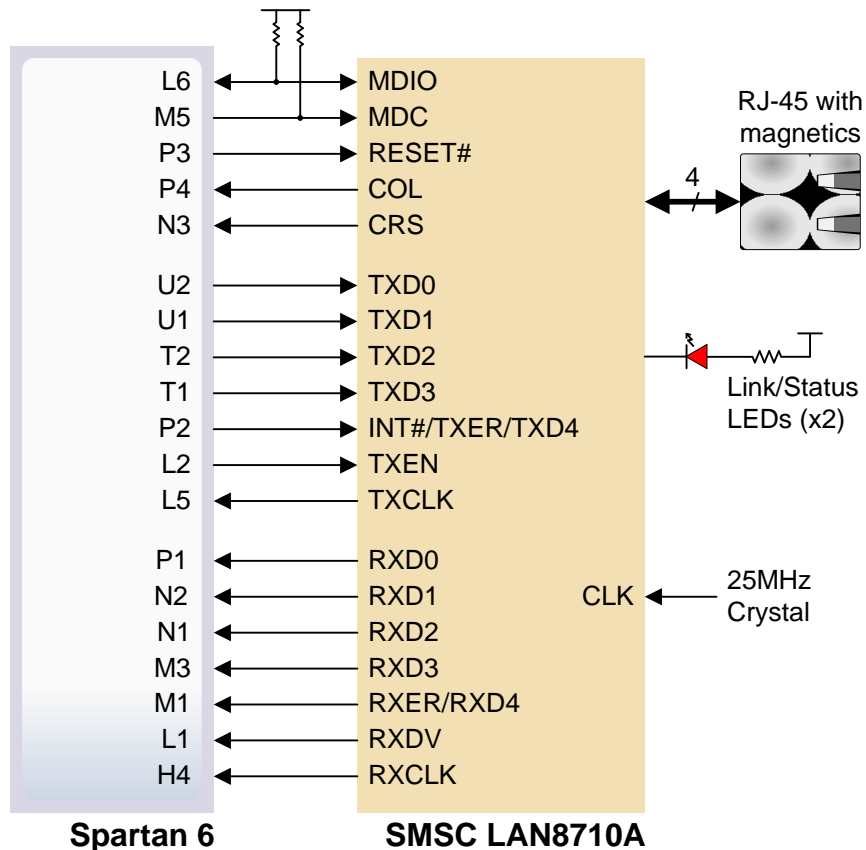 L6 MDIO
M5 MDC
P3 RESET#
P4 COL
N3 CRS
U2 TXD0
U1 TXD1
T2 TXD2
T1 TXD3
P2 INT#/TXER/TXD4
L2 TXEN
L5 TXCLK
P1 RXD0
N2 RXD1
N1 RXD2
M3 RXD3
M1 RXER/RXD4
L1 RXDV
H4 RXCLK
CLK
RJ-45 with
magnetics
4
Link/Status
LEDs (x2)
25MHz
Crystal
Spartan 6
SMSC LAN8710A